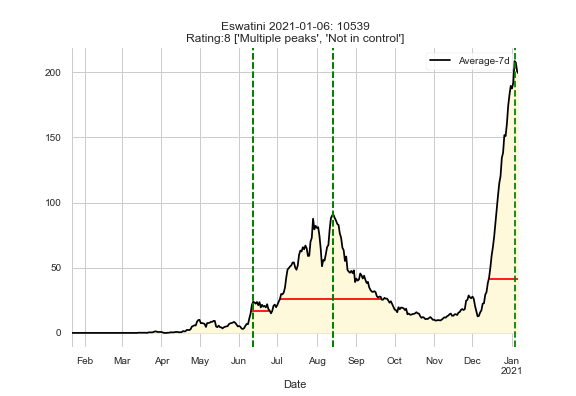 Eswatini 2021-01-06: 10539
Rating:8 ['Multiple peaks', 'Not in control']
Average-7d
200
150
100
50
0
Feb Mar Apr May Jun Jul Aug Sep Oct Nov Dec Jan
2021
Date